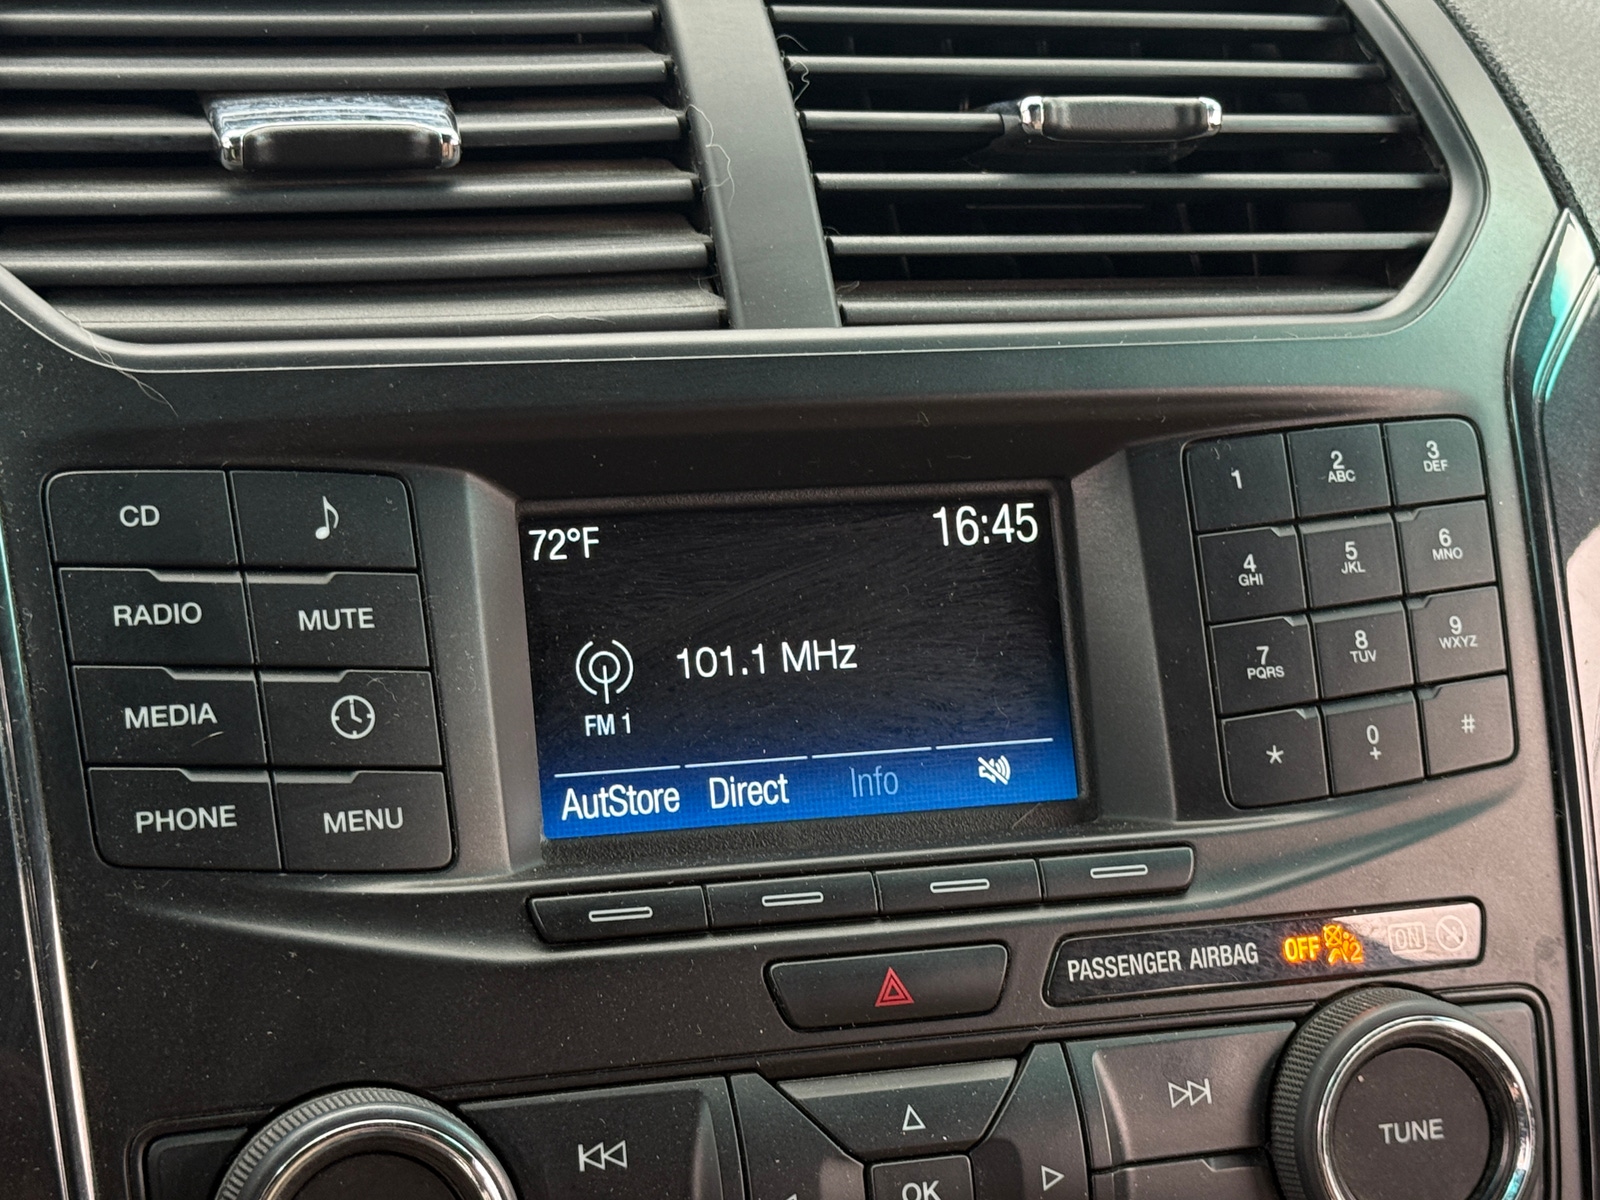 CD
RADIO
MUTE
MEDIA
PHONE
MENU
72°F
16:45
101.1 MHz
FM 1
AutStore Direct Info
1
2
ABC
3
DEF
4
GHI
5
JKL
6
MNO
7
PQRS
8
TUV
9
WXYZ
*
0
+
#
PASSENGER AIRBAG OFF 2 ON
TUNE
OK